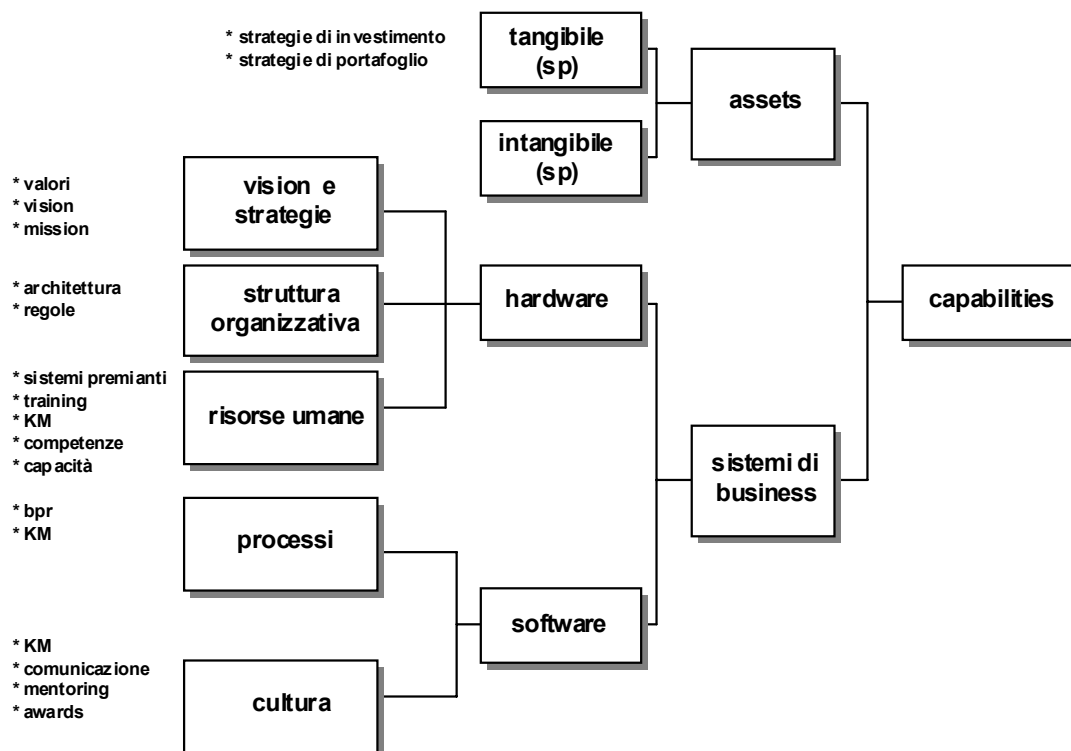 * strategie di investimento
* strategie di portafoglio
tangibile
(sp)
assets
intangibile
(sp)
* valori
* vision
* mission
vision e
strategie
* architettura
* regole
struttura
organizzativa
hardware
capabilities
* sistemi premianti
* training
* KM
* competenze
* capacità
risorse umane
sistemi di
business
* bpr
* KM
processi
software
* KM
* comunicazione
* mentoring
* awards
cultura